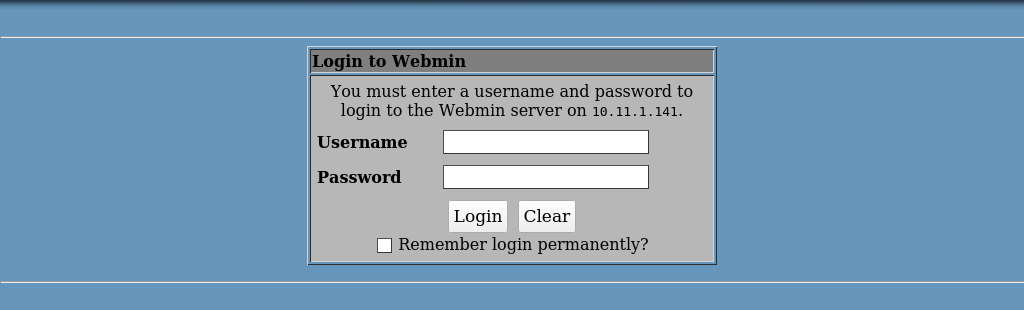 Login to Webmin
You must enter a username and password to
login to the Webmin server on 10.11.1.141.
Username
Password
Login Clear
Remember login permanently?